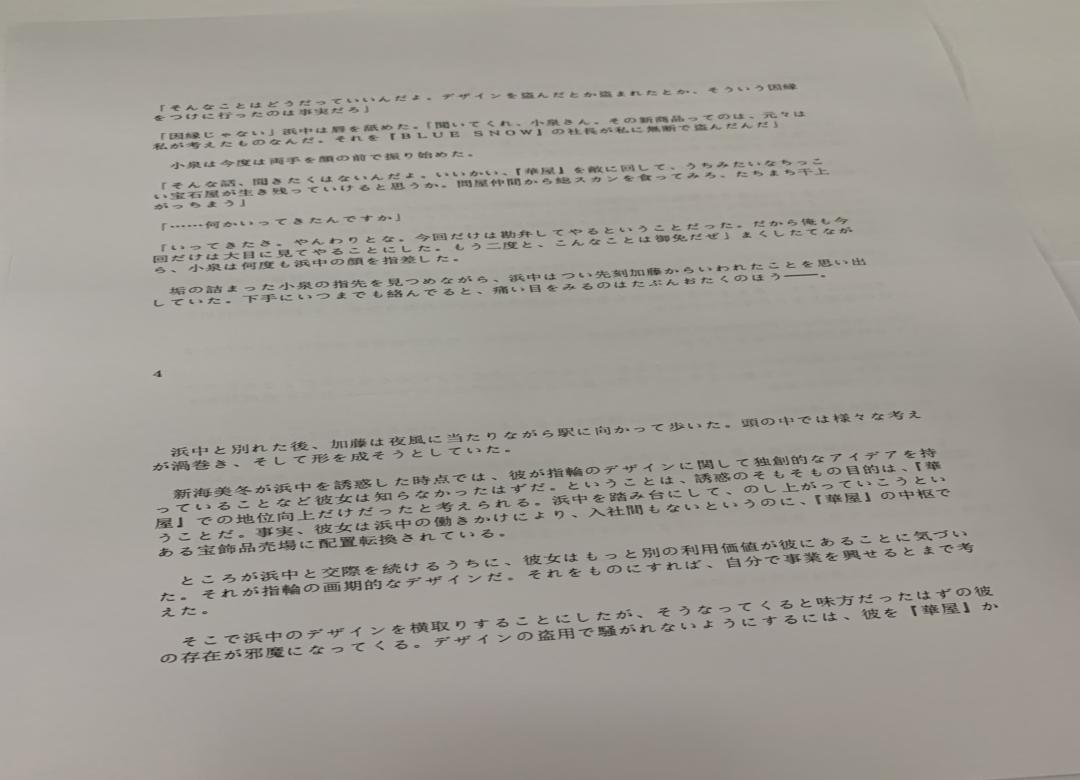 「そんなことはどうだっていいんだよ。デザインを盗んだとか盗まれたとか、そういう因縁
をつけに行ったのは事実だろ」
「因縁じゃない」浜中は唇を舐めた。「聞いてくれ、小泉さん。その新商品ってのは、元々は
私が考えたものなんだ。それを『BLUE SNOW』の社長が私に無断で盗んだんだ」
小泉は今度は両手を顔の前で振り始めた。
「そんな話、聞きたくはないんだよ。いいかい、『華屋』を敵に回して、うちみたいなちっこ
い宝石屋が生き残っていけると思うか。問屋仲間から総スカンを食ってみろ、たちまち干上
がっちまう」
「……何かいってきたんですか」
「いってきたさ。やんわりとな。今回だけは勘弁してやるということだった。だから俺も今
回だけは大目に見てやることにした。もう二度と、こんなことは御免だぜ」まくしたてなが
ら、小泉は何度も浜中の顔を指差した。
垢の詰まった小泉の指先を見つめながら、浜中はつい先刻加藤からいわれたことを思い出
していた。下手にいつまでも絡んでると、痛い目をみるのはたぶんおたくのほう――。
4
浜中と別れた後、加藤は夜風に当たりながら駅に向かって歩いた。頭の中では様々な考え
が渦巻き、そして形を成そうとしていた。
新海美冬が浜中を誘惑した時点では、彼が指輪のデザインに関して独創的なアイデアを持
っていることなど彼女は知らなかったはずだ。ということは、誘惑のそもそもの目的は、『華
屋』での地位向上だけだったと考えられる。浜中を踏み台にして、のし上がっていこうとい
うことだ。事実、彼女は浜中の働きかけにより、入社間もないというのに、『華屋』の中枢で
ある宝飾品売場に配置転換されている。
ところが浜中と交際を続けるうちに、彼女はもっと別の利用価値が彼にあることに気づい
た。それが指輪の画期的なデザインだ。それをものにすれば、自分で事業を興せるとまで考
えた。
そこで浜中のデザインを横取りすることにしたが、そうなってくると味方だったはずの彼
の存在が邪魔になってくる。デザインの盗用で騒がれないようにするには、彼を『華屋』か